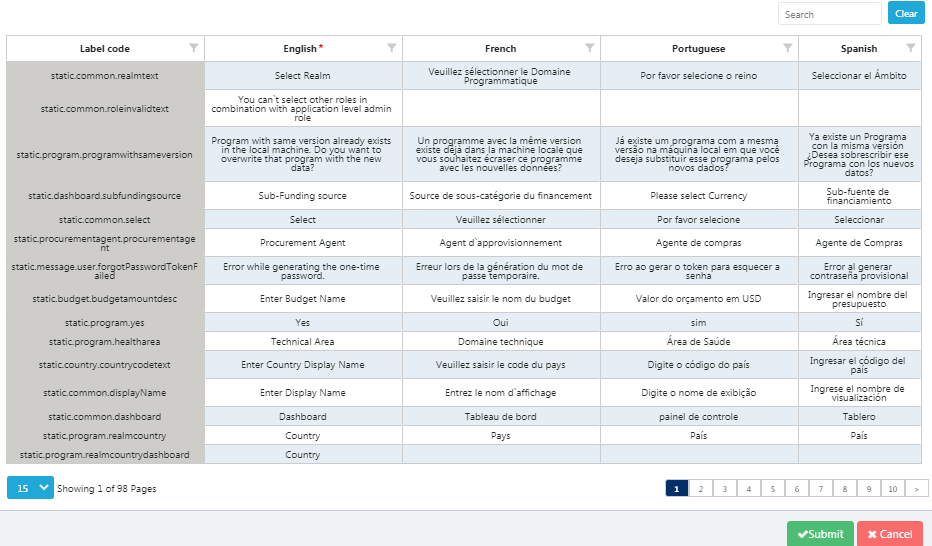 Search
Clear
Label code
English *
French
Portuguese
Spanish
static.common.realmtext
Select Realm
Veuillez sélectionner le Domaine
Programmatique
Por favor selecione o reino
Seleccionar el Ámbito
static.common.roleinvalidtext
You can`t select other roles in
combination with application level admin
role
static.program.programwithsameversion
Program with same version already exists
in the local machine. Do you want to
overwrite that program with the new
data?
Un programme avec la même version
existe déjà dans la machine locale que
vous souhaitez écraser ce programme
avec les nouvelles données?
Já existe um programa com a mesma
versão na máquina local em que você
deseja substituir esse programa pelos
novos dados?
Ya existe un Programa
con la misma versión
¿Desea sobrescribir ese
Programa con los nuevos
datos?
static.dashboard.subfundingsource
Sub-Funding source
Source de sous-catégorie du financement
Please select Currency
Sub-fuente de
financiamiento
static.common.select
Select
Veuillez sélectionner
Por favor selecione
Seleccionar
static.procurementagent.procurementage
nt
Procurement Agent
Agent d`approvisionnement
Agente de compras
Agente de Compras
static.message.user.forgotPasswordTokenF
ailed
Error while generating the one-time
password.
Erreur lors de la génération du mot de
passe temporaire.
Erro ao gerar o token para esquecer a
senha
Error al generar
contraseña provisional
static.budget.budgetamountdesc
Enter Budget Name
Veuillez saisir le nom du budget
Valor do orçamento em USD
Ingresar el nombre del
presupuesto
static.program.yes
Yes
Oui
sim
Sí
static.program.healtharea
Technical Area
Domaine technique
Área de Saúde
Área técnica
static.country.countrycodetext
Enter Country Display Name
Veuillez saisir le code du pays
Digite o código do país
Ingresar el código del
país
static.common.displayName
Enter Display Name
Entrez le nom d`affichage
Digite o nome de exibição
Ingrese el nombre de
visualización
static.common.dashboard
Dashboard
Tableau de bord
painel de controle
Tablero
static.program.realmcountry
Country
Pays
País
País
static.program.realmcountrydashboard
Country
15
Showing 1 of 98 Pages
1 2 3 4 5 6 7 8 9 10 >
Submit
Cancel